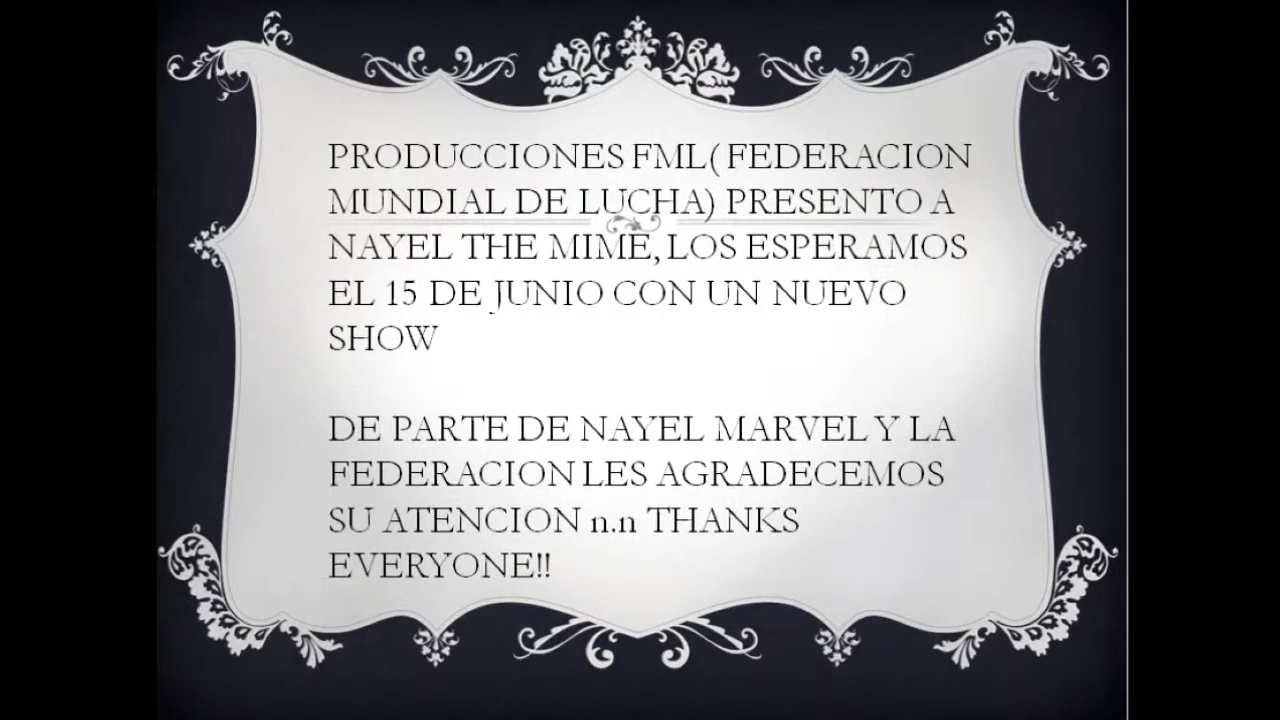 PRODUCCIONES FML( FEDERACION
MUNDIAL DE LUCHA) PRESENTO A
NAYEL THE MIME, LOS ESPERAMOS
EL 15 DE JUNIO CON UN NUEVO
SHOW
DE PARTE DE NAYEL MARVEL Y LA
FEDERACION LES AGRADECEMOS
SU ATENCION n.n THANKS
EVERYONE!!